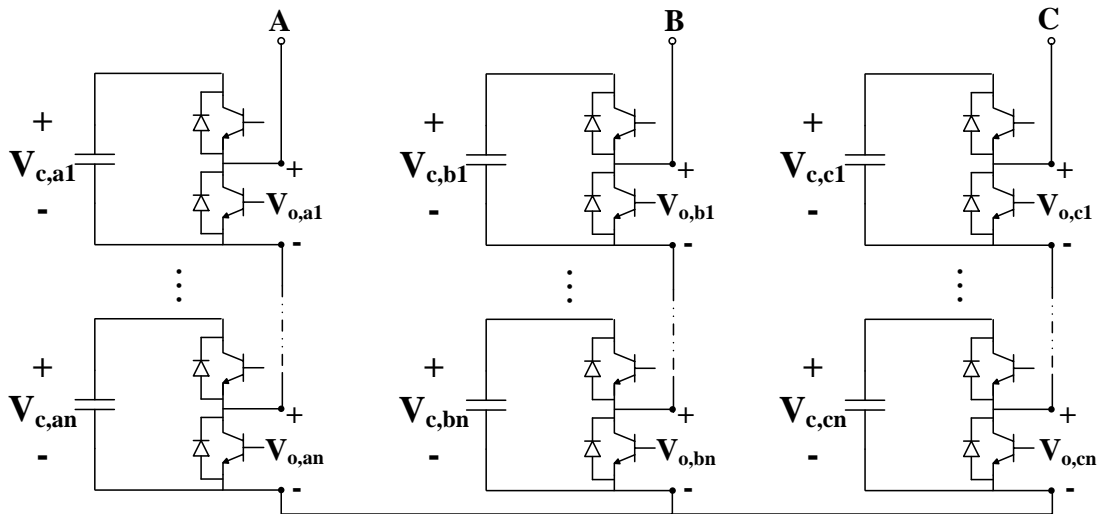 A B C
+ + +
V_{c,a1} + V_{c,b1} + V_{c,c1} +
- V_{o,a1} - V_{o,b1} - V_{o,c1}
- - -
⋮ ⋮ ⋮
+ + +
V_{c,an} + V_{c,bn} + V_{c,cn} +
- V_{o,an} - V_{o,bn} - V_{o,cn}
- - -